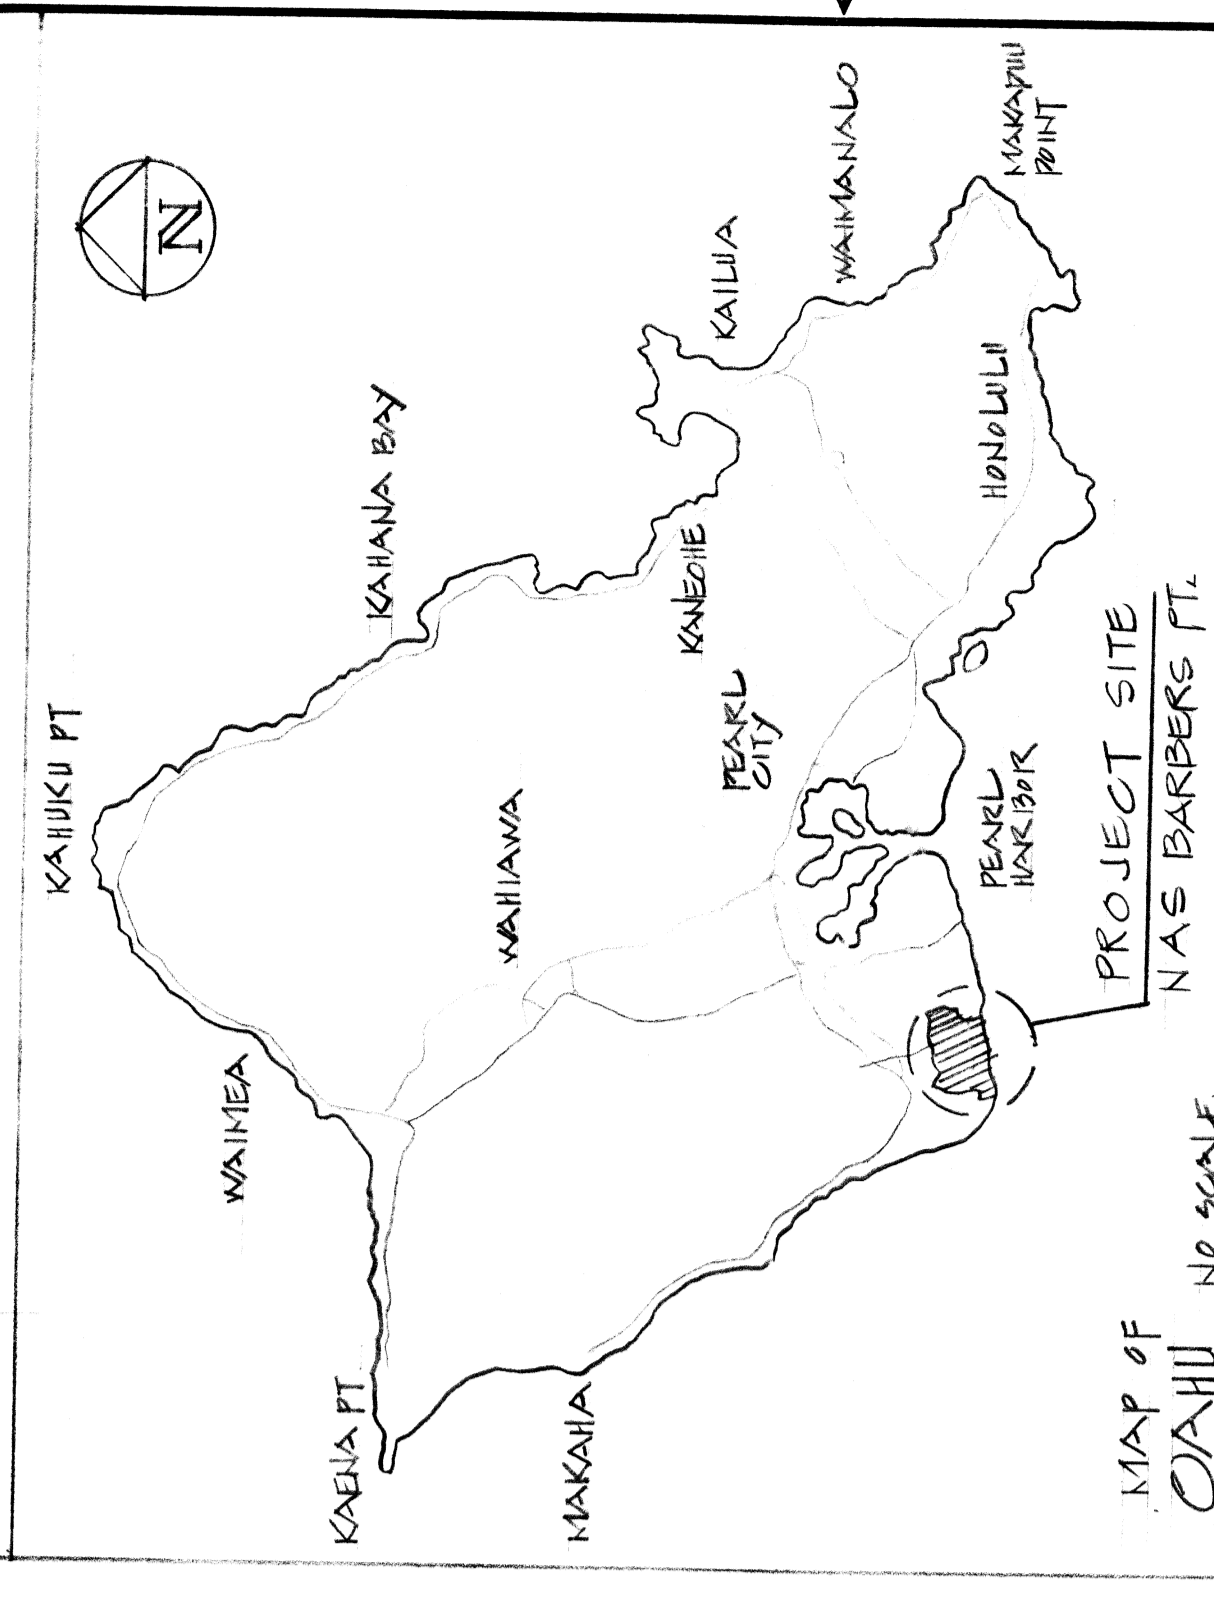 N
KAHUKU PT
KAHANA BAY
WAIMEA
KAENA PT
WAHIAWA
MAKAHA
KANEOHE
KAILUA
WAIMANALO
PEARL
CITY
HONOLULU
MAKAPUU
POINT
PEARL
HARBOR
PROJECT SITE
NAS BARBERS PT.
MAP OF
OAHU NO SCALE